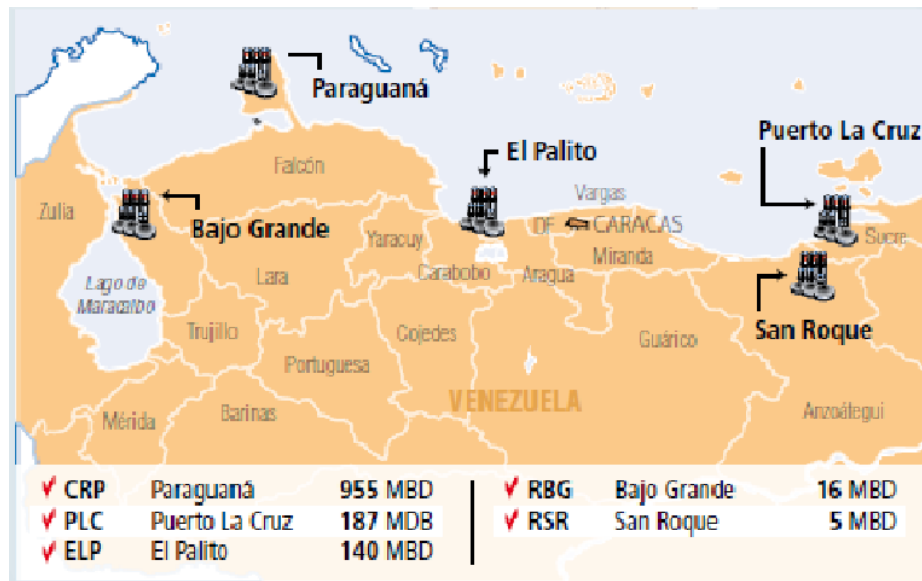 Paraguaná
Puerto La Cruz
El Palito
Falcón
Vargas
Zulia
Bajo Grande
DF CARACAS
Sucre
Yaracuy
Miranda
Lara
Carabobo
Aragua
Lago de
Maracaibo
San Roque
Trujillo
Cojedes
Guárico
Portuguesa
VENEZUELA
Mérida
Barinas
Anzoátegui
CRP Paraguaná 955 MBD
PLC Puerto La Cruz 187 MDB
ELP El Palito 140 MBD
RBG Bajo Grande 16 MBD
RSR San Roque 5 MBD